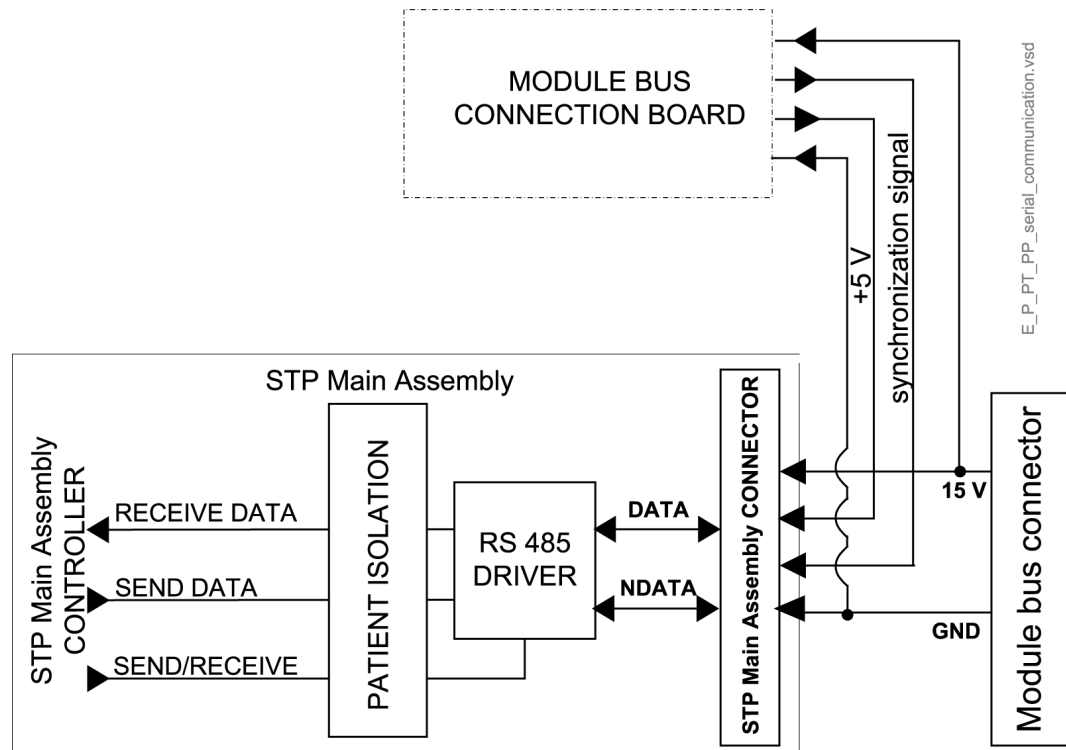 MODULE BUS
CONNECTION BOARD
E_P_PT_PP_serial_communication.vsd
+5 V
synchronization signal
STP Main Assembly
STP Main Assembly
CONTROLLER
RECEIVE DATA
SEND DATA
SEND/RECEIVE
PATIENT ISOLATION
RS 485
DRIVER
DATA
NDATA
STP Main Assembly CONNECTOR
15 V
GND
Module bus connector